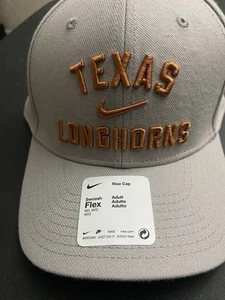 TEXAS
LONGHORNS
Rise Cap
Swoosh
Flex
Adult
Adulte
Adulto